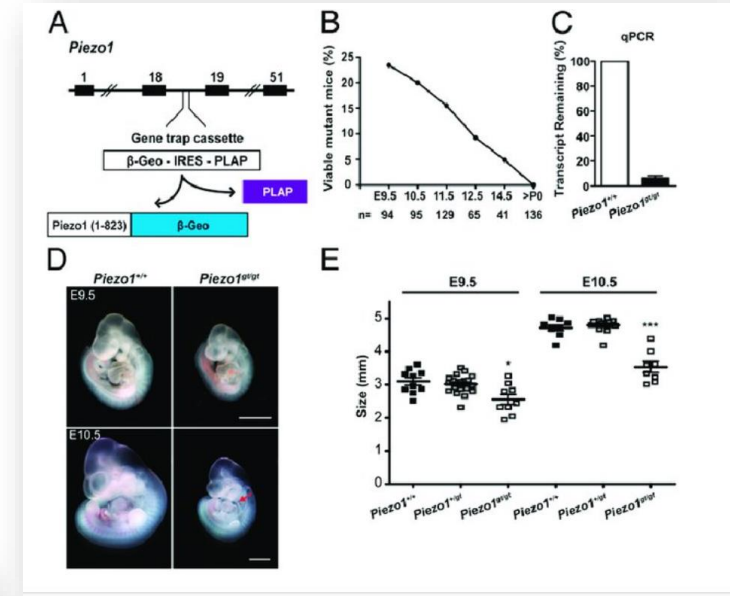 A
Piezo1
1 18 19 51
Gene trap cassette
β-Geo - IRES - PLAP
PLAP
Piezo1 (1-823) β-Geo
B
Viable mutant mice (%)
25
20
15
10
5
0
E9.5 10.5 11.5 12.5 14.5 >P0
n= 94 95 129 65 41 136
C
qPCR
Transcript Remaining (%)
100
80
60
40
20
0
Piezo1+/+ Piezo1gt/gt
D
Piezo1+/+ Piezo1gt/gt
E9.5
E10.5
E
E9.5 E10.5
Size (mm)
5
4
3
2
1
0
* ***
Piezo1+/+ Piezo1+/gt Piezo1gt/gt Piezo1+/+ Piezo1+/gt Piezo1gt/gt